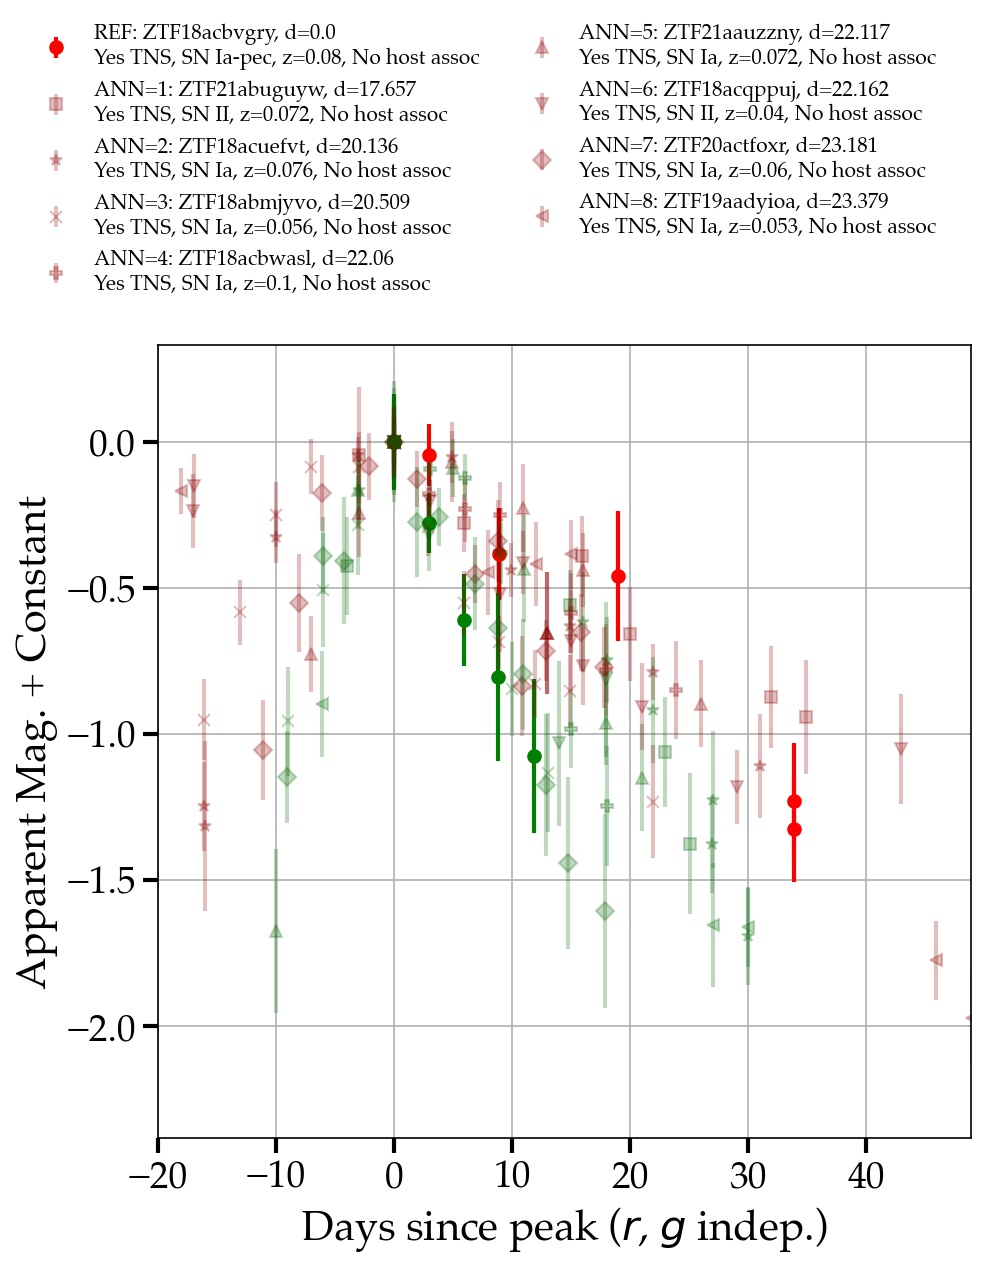 REF: ZTF18acbvgry, d=0.0
Yes TNS, SN Ia-pec, z=0.08, No host assoc
ANN=1: ZTF21abuguyw, d=17.657
Yes TNS, SN II, z=0.072, No host assoc
ANN=2: ZTF18acuefvt, d=20.136
Yes TNS, SN Ia, z=0.076, No host assoc
ANN=3: ZTF18abmjyvo, d=20.509
Yes TNS, SN Ia, z=0.056, No host assoc
ANN=4: ZTF18acbwasl, d=22.06
Yes TNS, SN Ia, z=0.1, No host assoc
ANN=5: ZTF21aauzzny, d=22.117
Yes TNS, SN Ia, z=0.072, No host assoc
ANN=6: ZTF18acqppuj, d=22.162
Yes TNS, SN II, z=0.04, No host assoc
ANN=7: ZTF20actfoxr, d=23.181
Yes TNS, SN Ia, z=0.06, No host assoc
ANN=8: ZTF19aadyioa, d=23.379
Yes TNS, SN Ia, z=0.053, No host assoc
Apparent Mag. + Constant
0.0
−0.5
−1.0
−1.5
−2.0
−20 −10 0 10 20 30 40
Days since peak (r, g indep.)